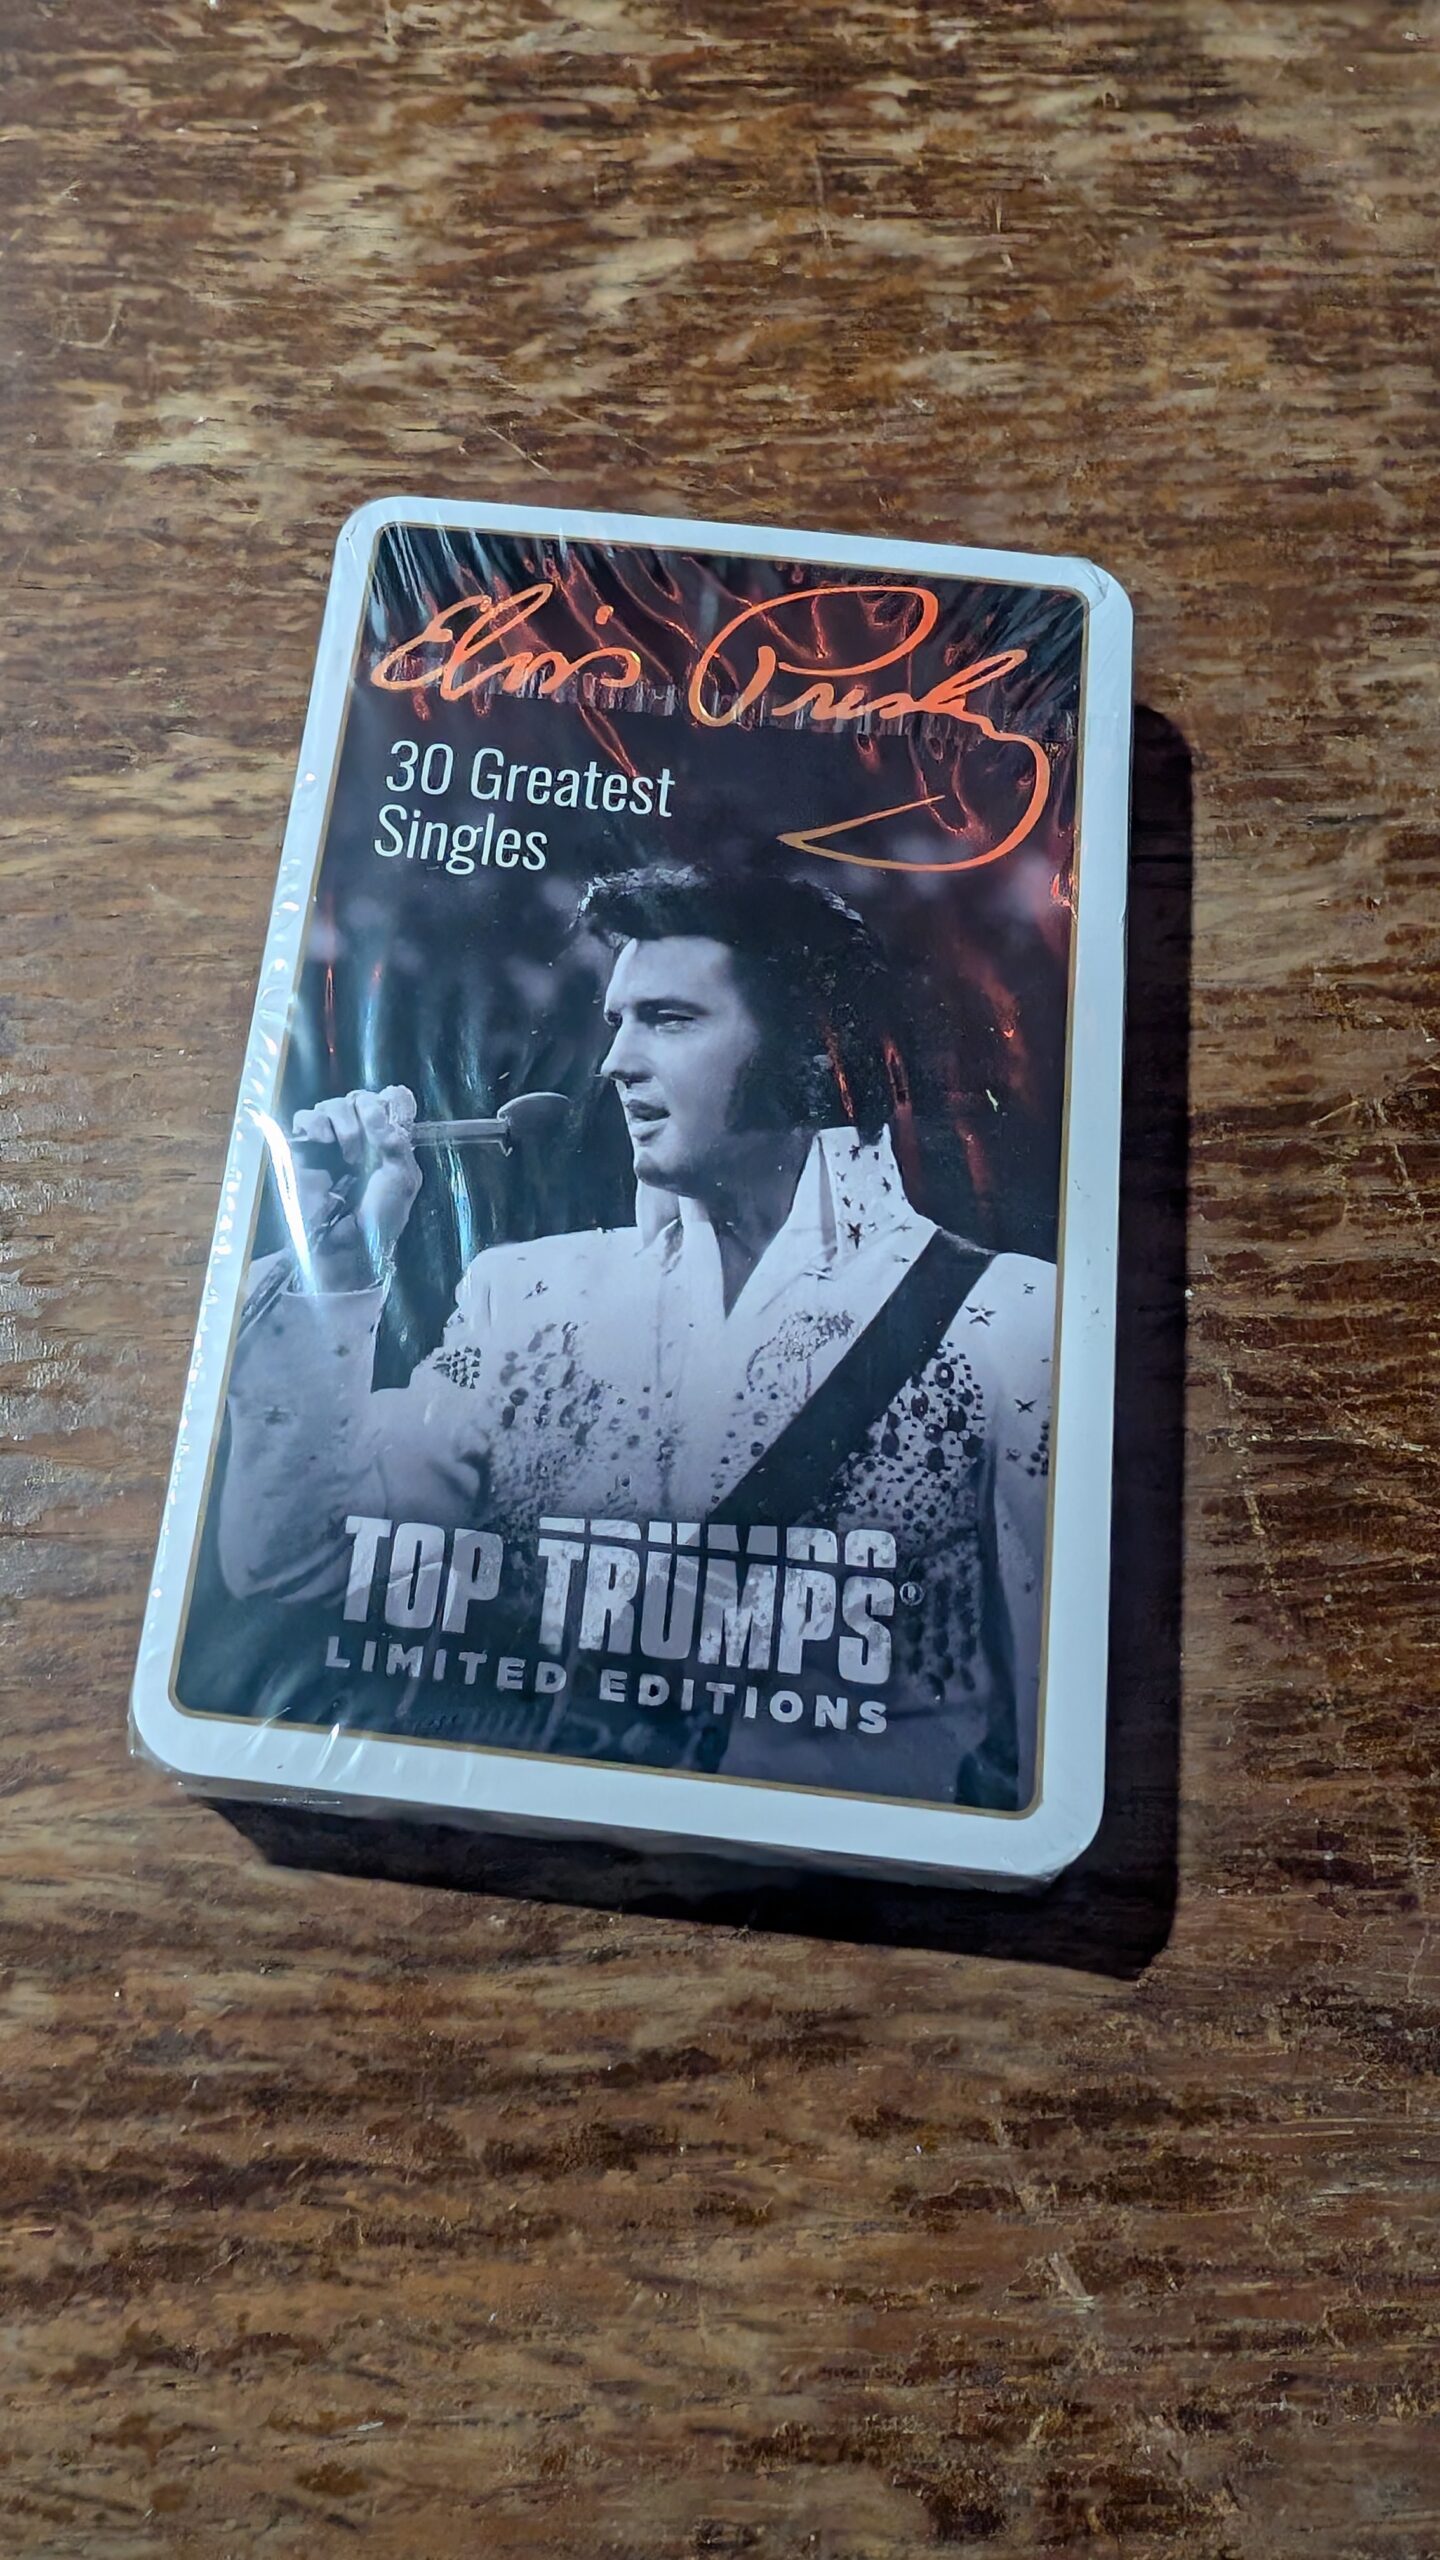 Elvis Presley
30 Greatest
Singles
TOP TRUMPS®
LIMITED EDITIONS